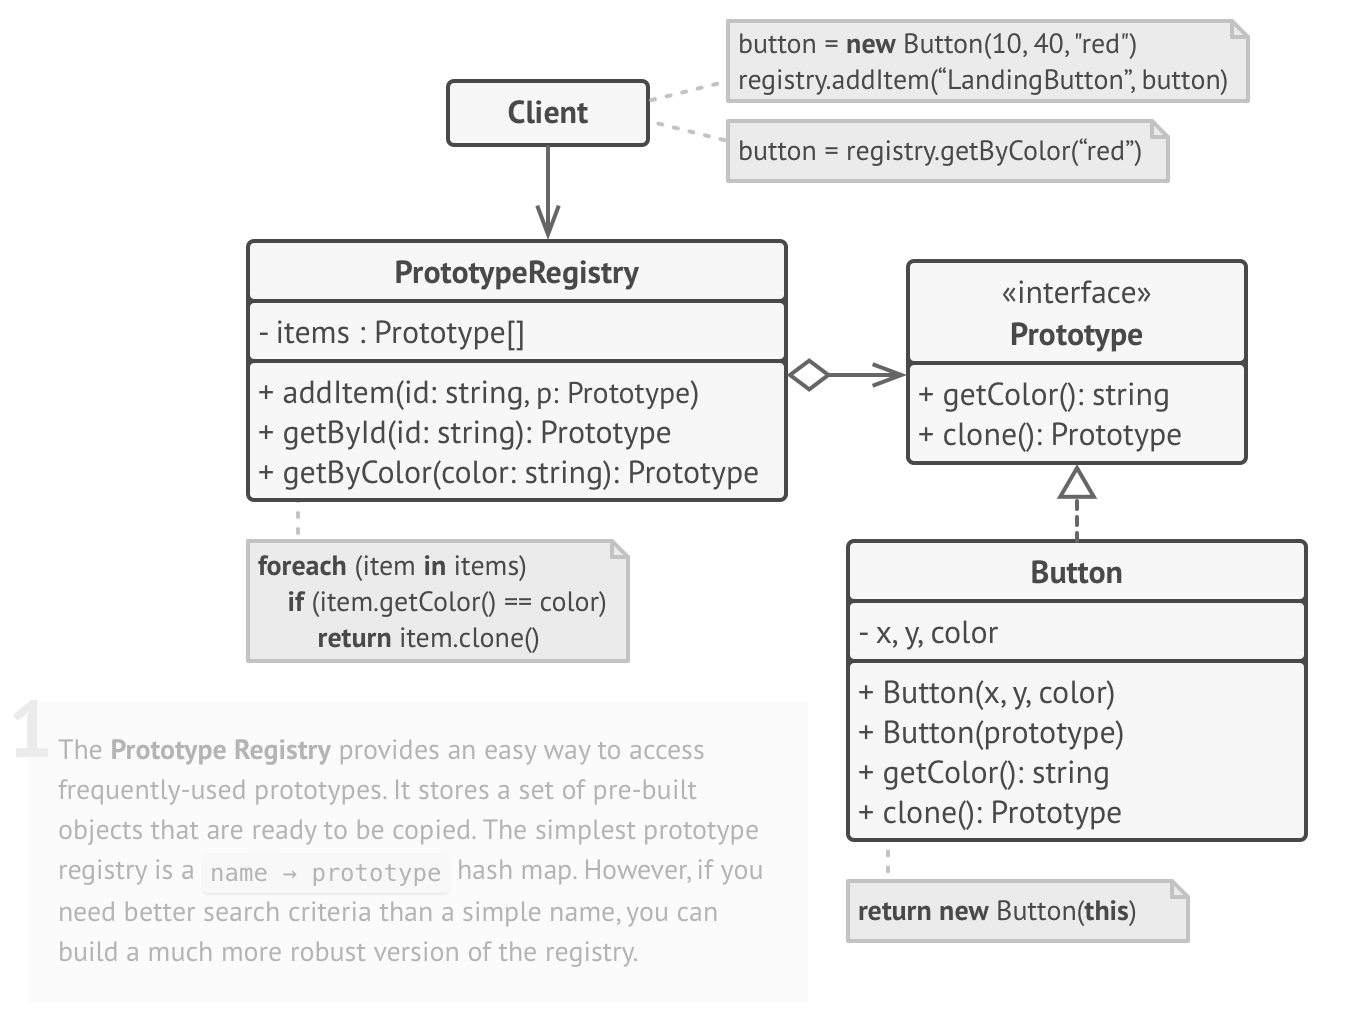 button = new Button(10, 40, "red")
registry.addItem(“LandingButton”, button)
Client
button = registry.getByColor(“red”)
PrototypeRegistry
- items : Prototype[]
+ addItem(id: string, p: Prototype)
+ getById(id: string): Prototype
+ getByColor(color: string): Prototype
«interface»
Prototype
+ getColor(): string
+ clone(): Prototype
foreach (item in items)
if (item.getColor() == color)
return item.clone()
Button
- x, y, color
+ Button(x, y, color)
+ Button(prototype)
+ getColor(): string
+ clone(): Prototype
return new Button(this)
1
The Prototype Registry provides an easy way to access
frequently-used prototypes. It stores a set of pre-built
objects that are ready to be copied. The simplest prototype
registry is a name → prototype hash map. However, if you
need better search criteria than a simple name, you can
build a much more robust version of the registry.